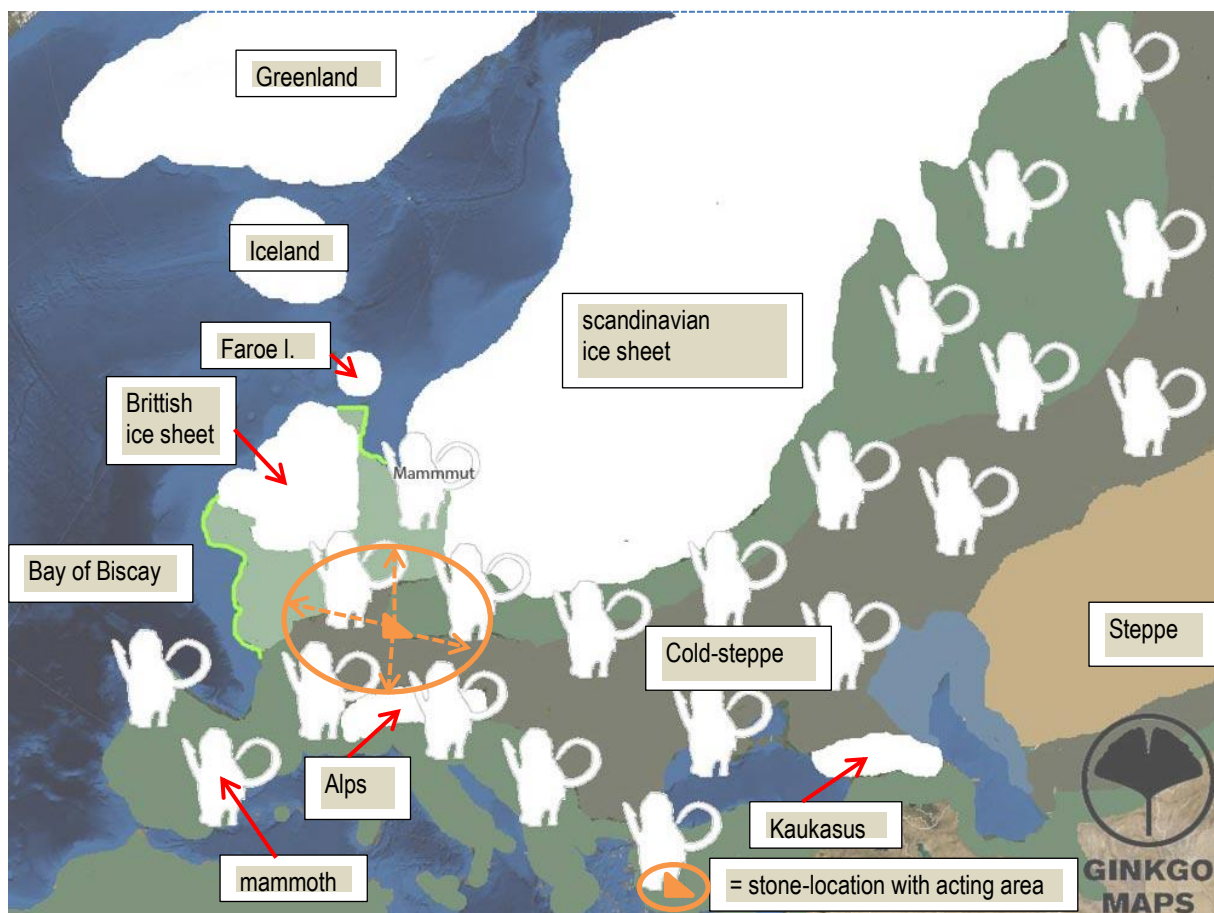 Greenland
Iceland
scandinavian
ice sheet
Faroe I.
Brittish
ice sheet
Mammmut
Bay of Biscay
Cold-steppe
Steppe
Alps
Kaukasus
mammoth
= stone-location with acting area
GINKGO
MAPS